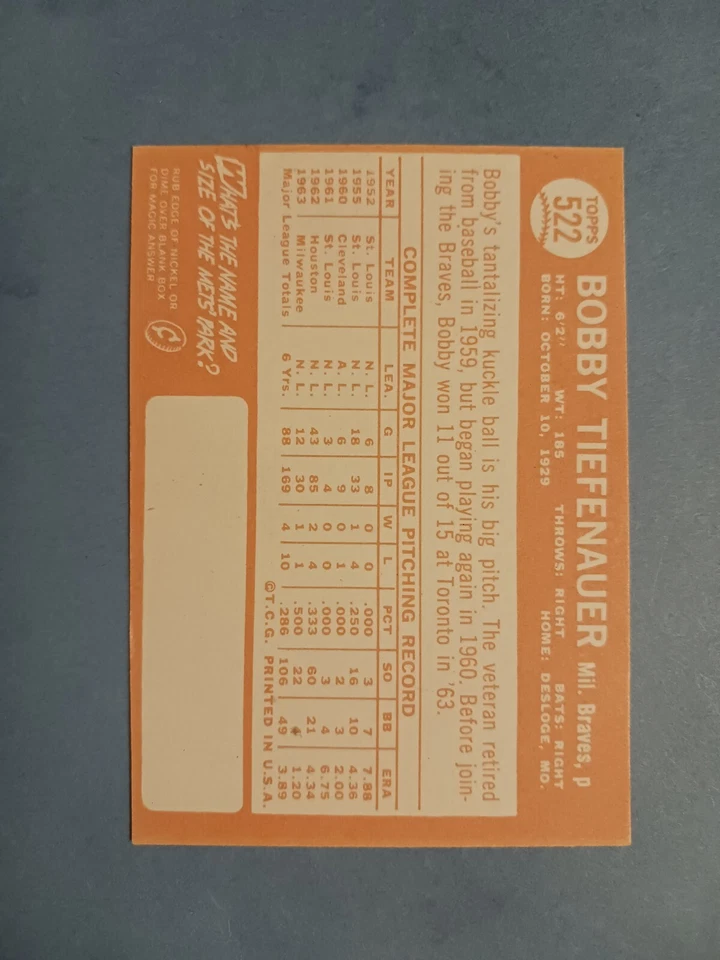 TOPPS
522
BOBBY TIEFENAUER Mil. Braves, p
HT: 6'2" WT: 185 THROWS: RIGHT BATS: RIGHT
BORN: OCTOBER 10, 1929 HOME: DESLOGE, MO.
Bobby's tantalizing kuckle ball is his big pitch. The veteran retired
from baseball in 1959, but began playing again in 1960. Before join-
ing the Braves, Bobby won 11 out of 15 at Toronto in '63.
COMPLETE MAJOR LEAGUE PITCHING RECORD
YEAR TEAM LEA. G IP W L PCT SO BB ERA
1952 St. Louis N. L. 6 8 0 0 .000 3 7 7.88
1955 St. Louis N. L. 18 33 1 4 .250 16 10 4.36
1960 Cleveland A. L. 6 9 0 1 .000 2 3 2.00
1961 St. Louis N. L. 3 4 0 0 .000 3 4 6.75
1962 Houston N. L. 43 85 2 4 .333 60 21 4.34
1963 Milwaukee N. L. 12 30 1 1 .500 22 4 1.20
Major League Totals 6 Yrs. 88 169 4 10 .286 106 49 3.89
©T.C.G. PRINTED IN U.S.A.
WHAT'S THE NAME AND
SIZE OF THE METS' PARK?
RUB EDGE OF NICKEL OR
DIME OVER BLANK BOX
FOR MAGIC ANSWER